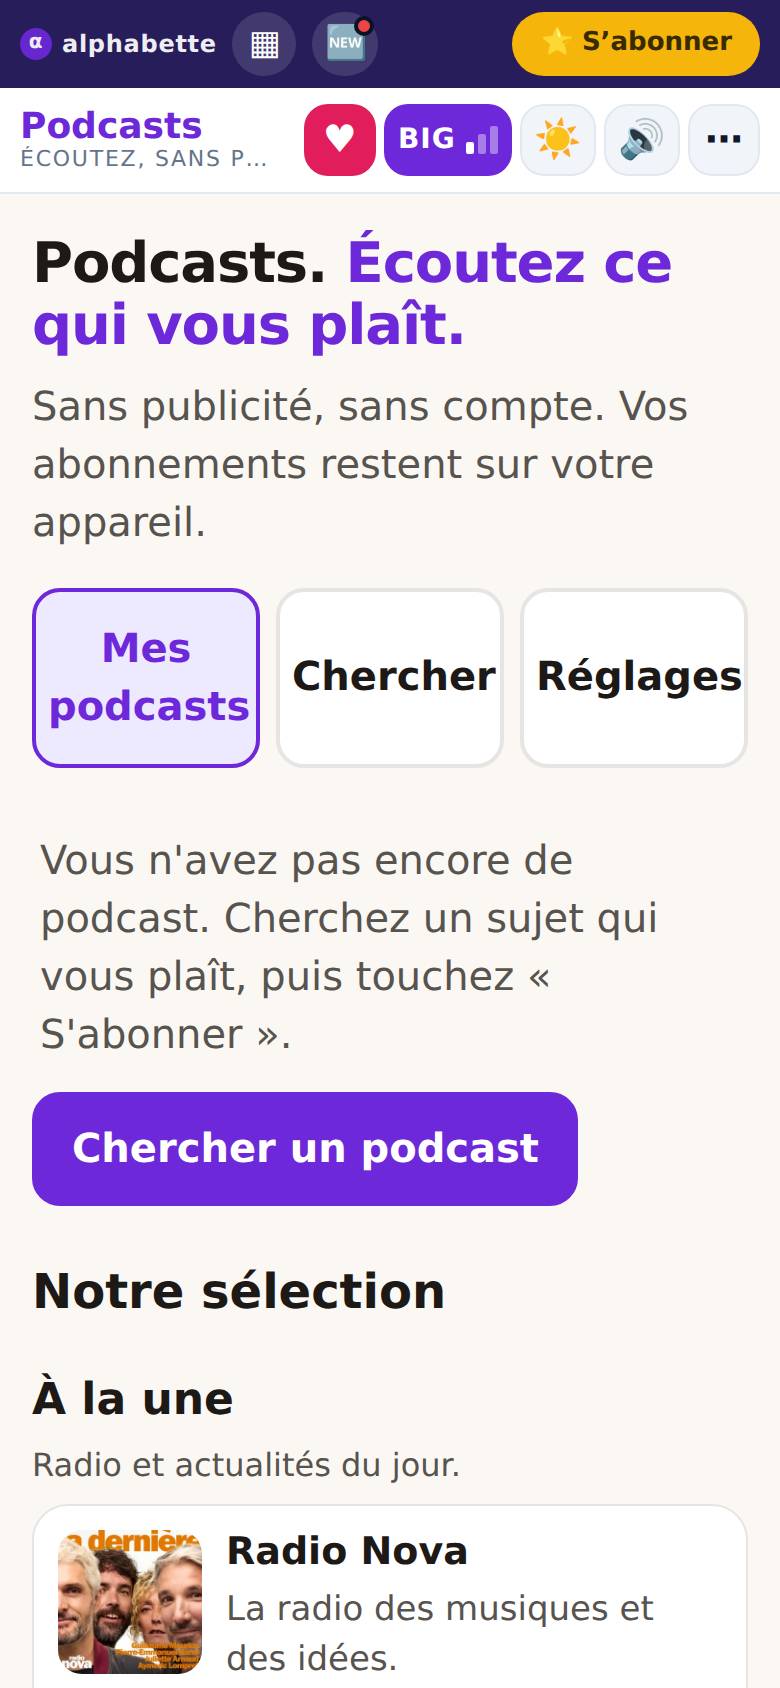 α alphabette
NEW
S’abonner
Podcasts
ÉCOUTEZ, SANS P…
BIG
...
Podcasts. Écoutez ce
qui vous plaît.
Sans publicité, sans compte. Vos
abonnements restent sur votre
appareil.
Mes
podcasts
Chercher
Réglages
Vous n'avez pas encore de
podcast. Cherchez un sujet qui
vous plaît, puis touchez «
S'abonner ».
Chercher un podcast
Notre sélection
À la une
Radio et actualités du jour.
a dernière
radio
nova
Radio Nova
La radio des musiques et
des idées.